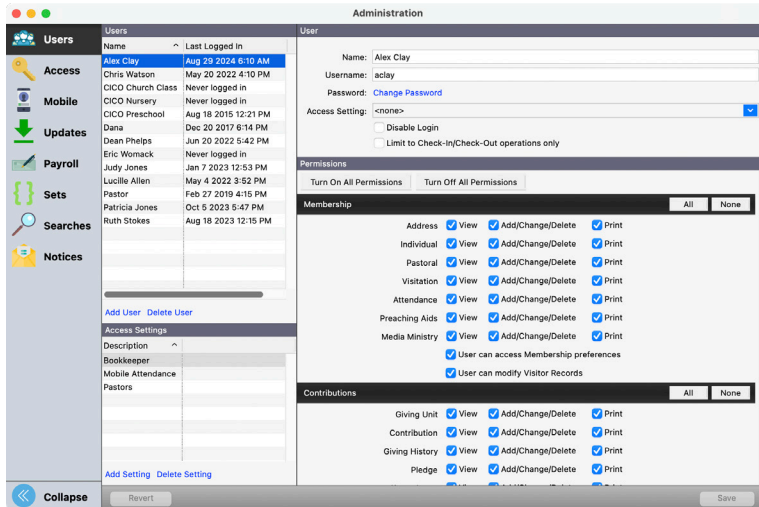 Administration
Users
Access
Mobile
Updates
Payroll
Sets
Searches
Notices
Collapse
Users
Name Last Logged In
Alex Clay Aug 29 2024 6:10 AM
Chris Watson May 20 2022 4:10 PM
CICO Church Class Never logged in
CICO Nursery Never logged in
CICO Preschool Aug 18 2015 12:21 PM
Dana Dec 20 2017 6:14 PM
Dean Phelps Jun 20 2022 5:42 PM
Eric Womack Never logged in
Judy Jones Jan 7 2023 12:53 PM
Lucille Allen May 4 2022 3:52 PM
Pastor Feb 27 2019 4:15 PM
Patricia Jones Oct 5 2023 5:47 PM
Ruth Stokes Aug 18 2023 12:15 PM
Add User Delete User
Access Settings
Description
Bookkeeper
Mobile Attendance
Pastors
Add Setting Delete Setting
User
Name: Alex Clay
Username: aclay
Password: Change Password
Access Setting: <none>
Disable Login
Limit to Check-In/Check-Out operations only
Permissions
Turn On All Permissions Turn Off All Permissions
Membership All None
Address View Add/Change/Delete Print
Individual View Add/Change/Delete Print
Pastoral View Add/Change/Delete Print
Visitation View Add/Change/Delete Print
Attendance View Add/Change/Delete Print
Preaching Aids View Add/Change/Delete Print
Media Ministry View Add/Change/Delete Print
User can access Membership preferences
User can modify Visitor Records
Contributions All None
Giving Unit View Add/Change/Delete Print
Contribution View Add/Change/Delete Print
Giving History View Add/Change/Delete Print
Pledge View Add/Change/Delete Print
Revert Save